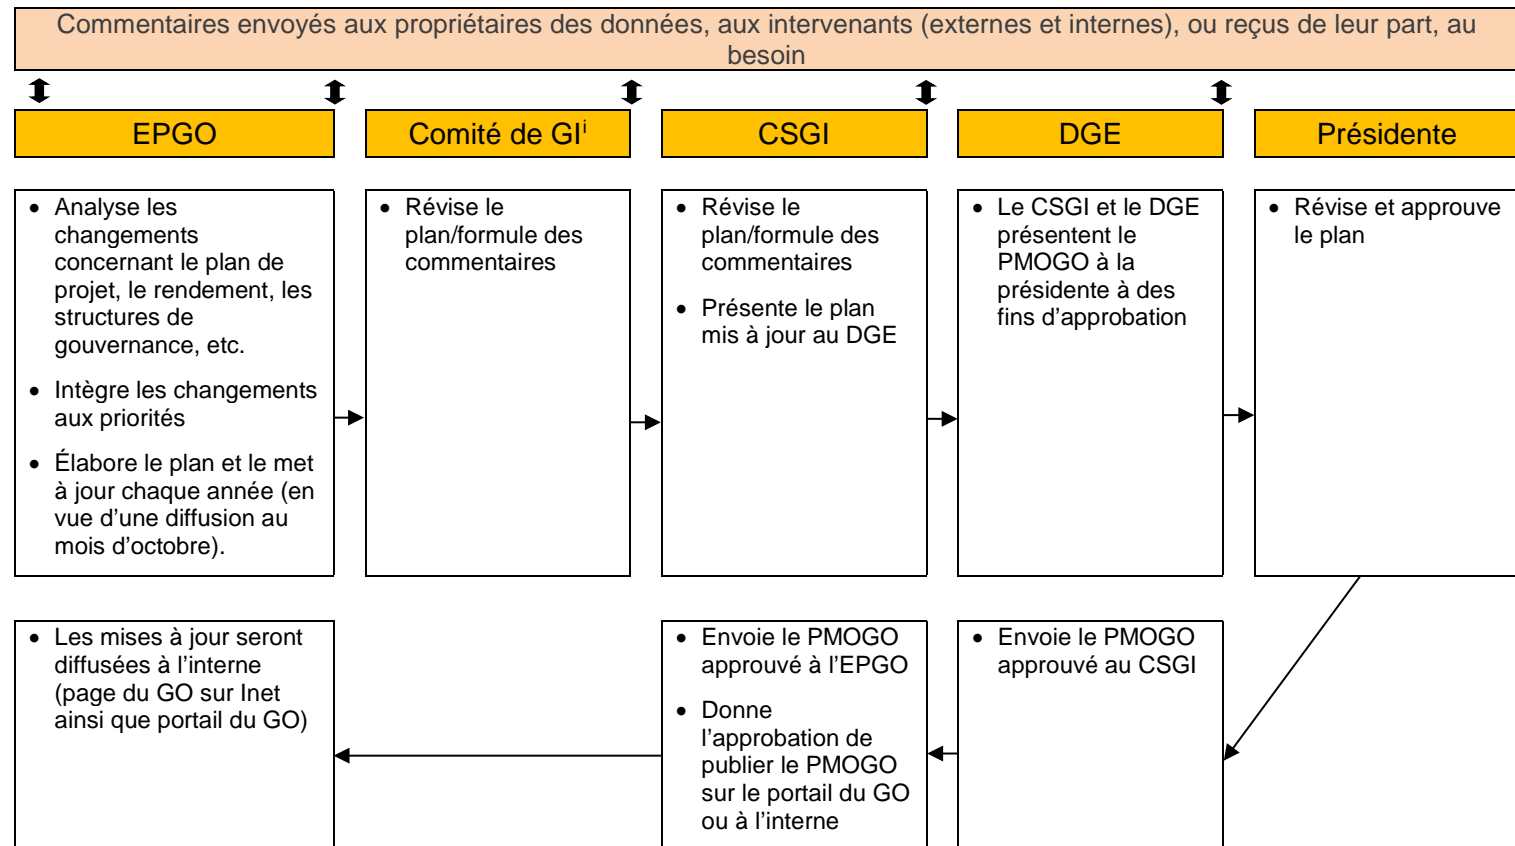 Commentaires envoyés aux propriétaires des données, aux intervenants (externes et internes), ou reçus de leur part, au
besoin
EPGO
Comité de GIⁱ
CSGI
DGE
Présidente
• Analyse les
changements
concernant le plan de
projet, le rendement, les
structures de
gouvernance, etc.
• Intègre les changements
aux priorités
• Élabore le plan et le met
à jour chaque année (en
vue d’une diffusion au
mois d’octobre).
• Révise le
plan/formule des
commentaires
• Révise le
plan/formule des
commentaires
• Présente le plan
mis à jour au DGE
• Le CSGI et le DGE
présentent le
PMOGO à la
présidente à des
fins d’approbation
• Révise et approuve
le plan
• Les mises à jour seront
diffusées à l’interne
(page du GO sur Inet
ainsi que portail du GO)
• Envoie le PMOGO
approuvé à l’EPGO
• Donne
l’approbation de
publier le PMOGO
sur le portail du GO
ou à l’interne
• Envoie le PMOGO
approuvé au CSGI